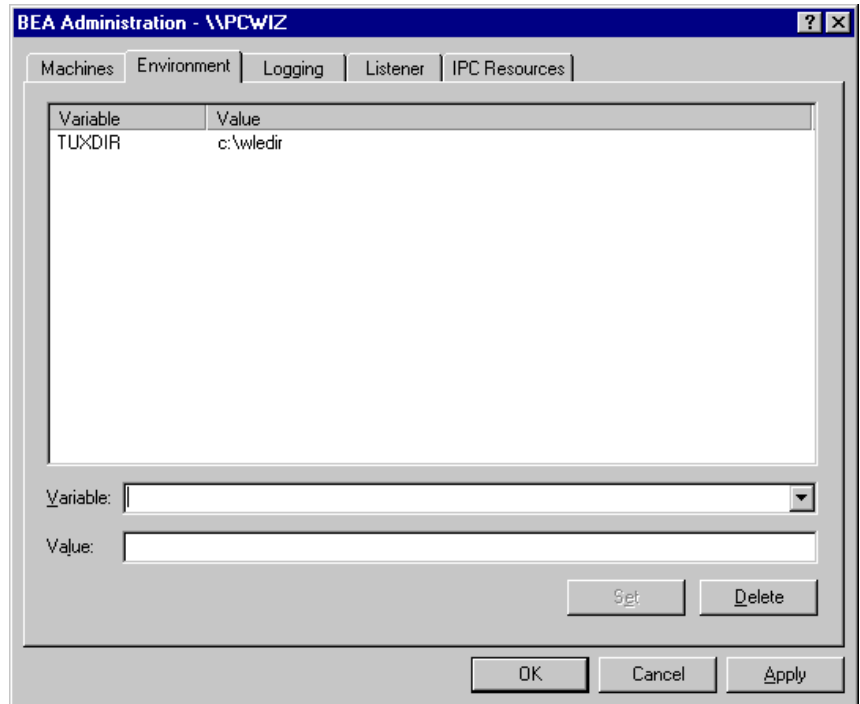 BEA Administration - \\PCWIZ
Machines Environment Logging Listener IPC Resources
Variable Value
TUXDIR c:\wledir
Variable:
Value:
Set Delete
OK Cancel Apply